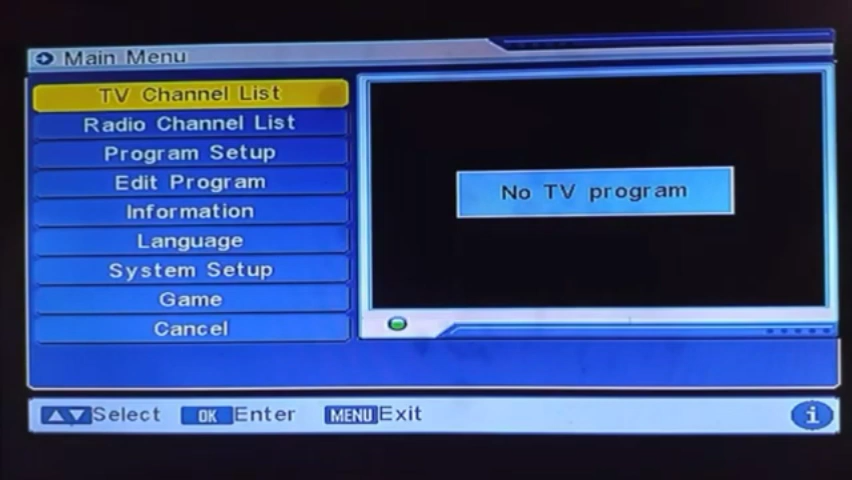 Main Menu
TV Channel List
Radio Channel List
Program Setup
Edit Program
Information
Language
System Setup
Game
Cancel
No TV program
Select OK Enter MENU Exit i